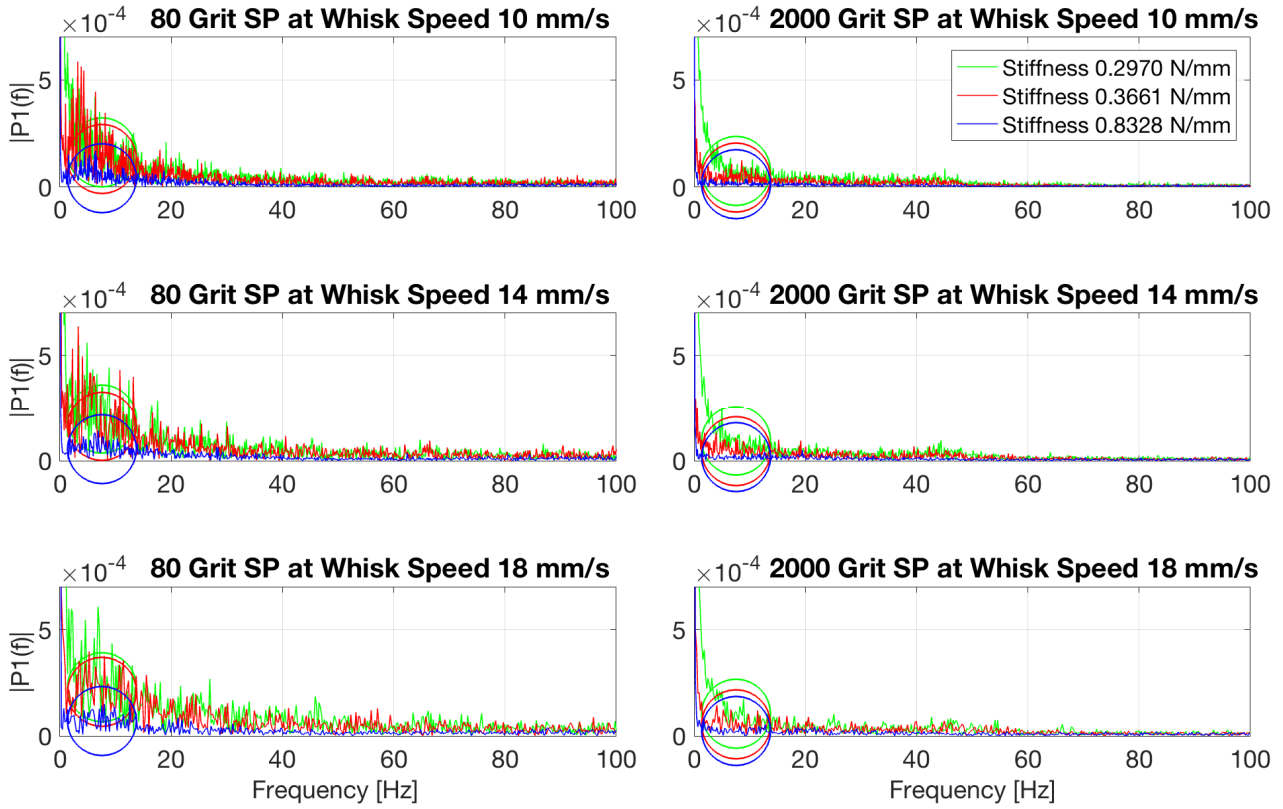 ×10-4 80 Grit SP at Whisk Speed 10 mm/s
|P1(f)|
5
0
0 20 40 60 80 100
×10-4 2000 Grit SP at Whisk Speed 10 mm/s
Stiffness 0.2970 N/mm
Stiffness 0.3661 N/mm
Stiffness 0.8328 N/mm
5
0
0 20 40 60 80 100
×10-4 80 Grit SP at Whisk Speed 14 mm/s
|P1(f)|
5
0
0 20 40 60 80 100
×10-4 2000 Grit SP at Whisk Speed 14 mm/s
5
0
0 20 40 60 80 100
×10-4 80 Grit SP at Whisk Speed 18 mm/s
|P1(f)|
5
0
0 20 40 60 80 100
Frequency [Hz]
×10-4 2000 Grit SP at Whisk Speed 18 mm/s
5
0
0 20 40 60 80 100
Frequency [Hz]